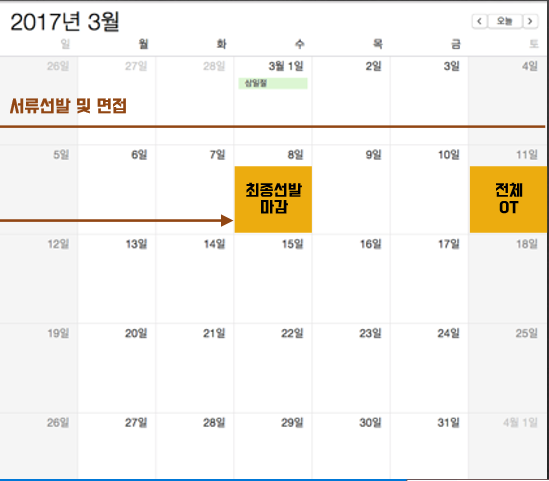 2017년 3월
< 오늘 >
일 월 화 수 목 금 토
26일 27일 28일 3월 1일 2일 3일 4일
삼일절
서류선발 및 면접
5일 6일 7일 8일 9일 10일 11일
최종선발
마감
전체
OT
12일 13일 14일 15일 16일 17일 18일
19일 20일 21일 22일 23일 24일 25일
26일 27일 28일 29일 30일 31일 4월 1일